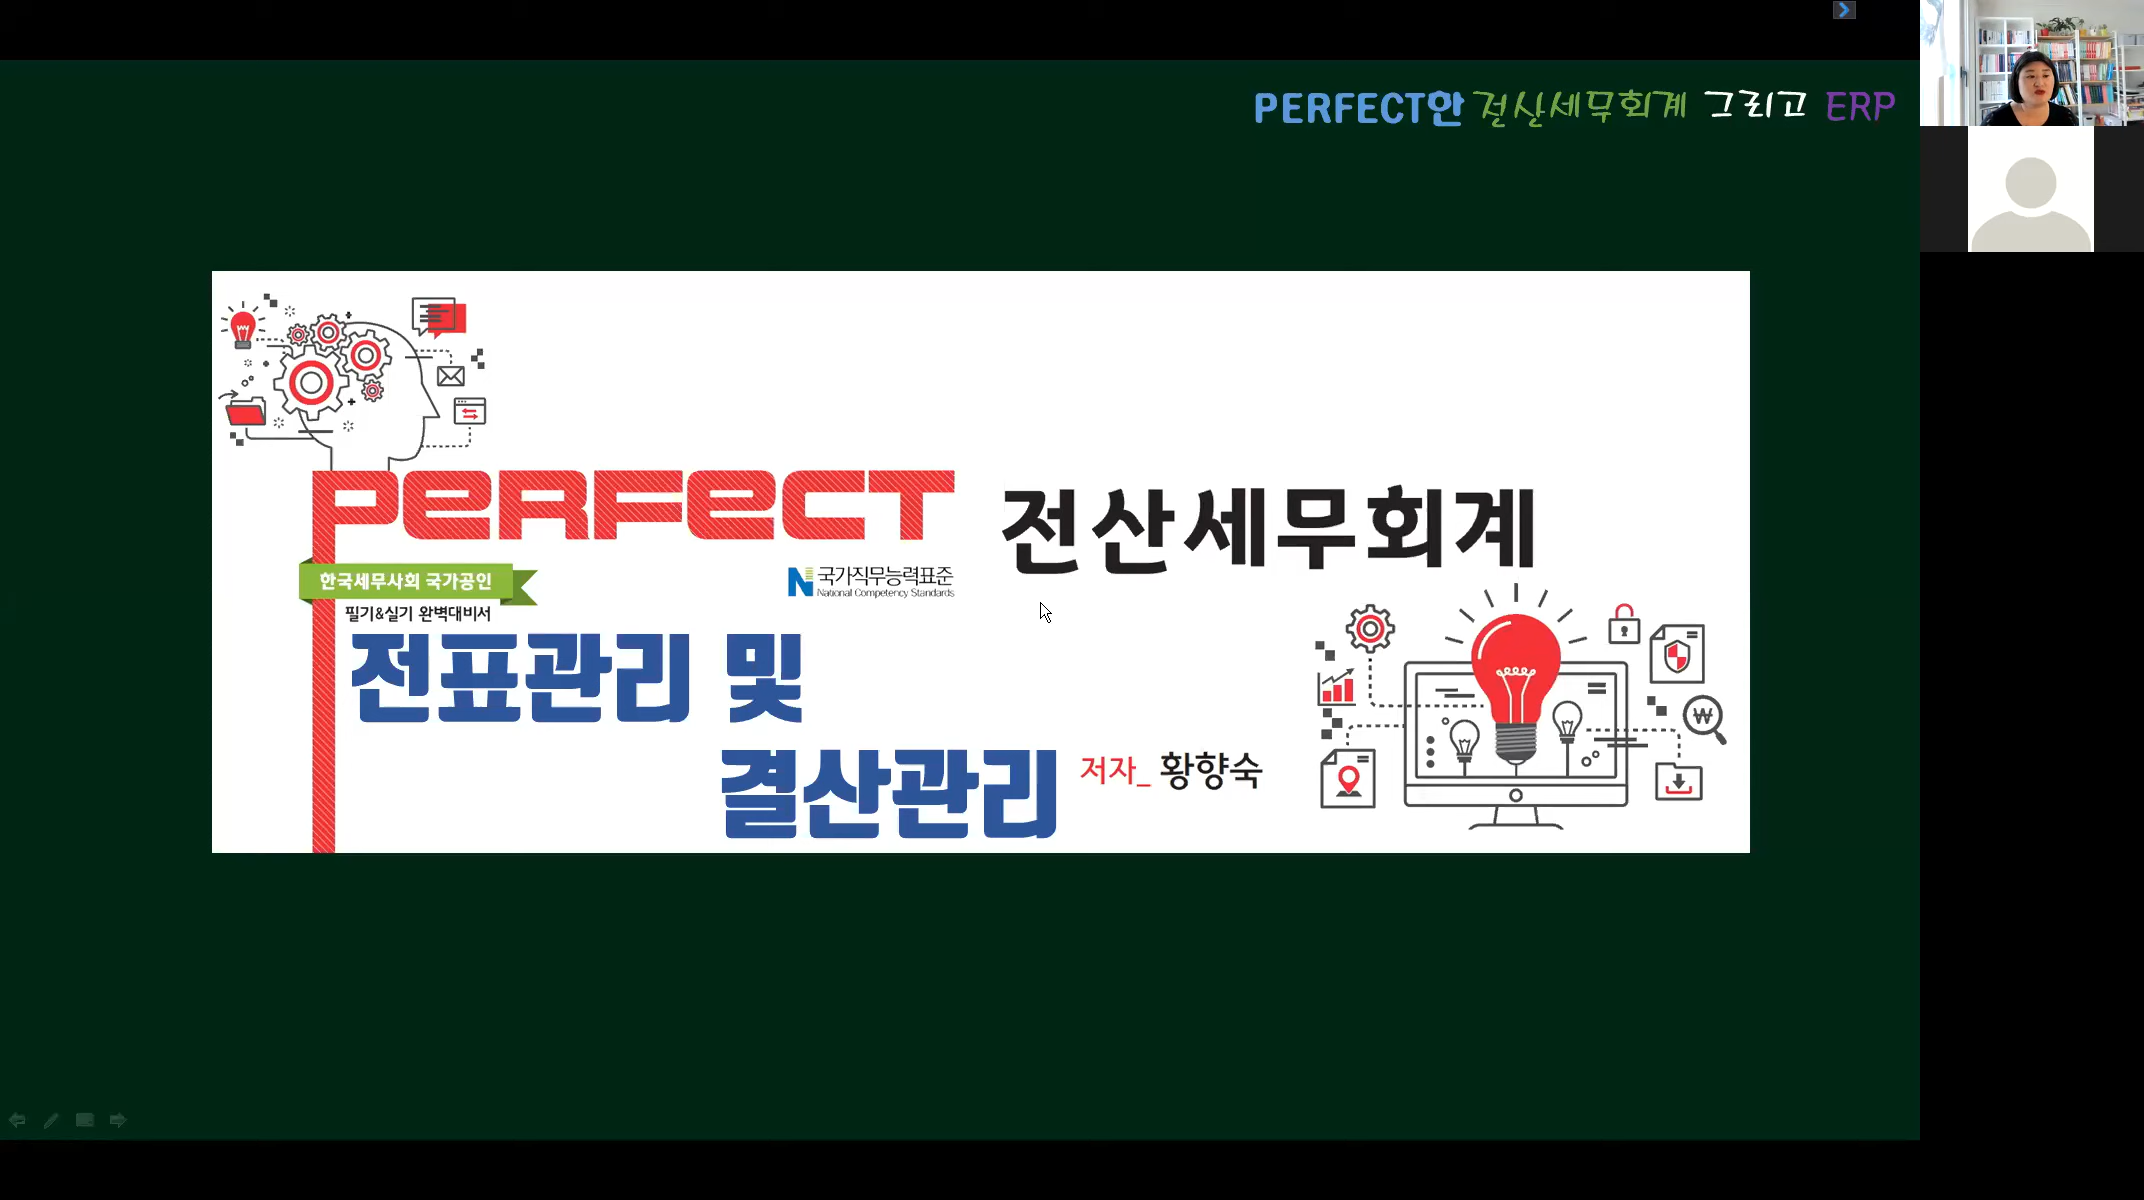 PERFECT한 전산세무회계 그리고 ERP
PERFECT 전산세무회계
한국세무사회 국가공인
국가직무능력표준
National Competency Standards
필기&실기 완벽대비서
전표관리 및
결산관리
저자_ 황향숙